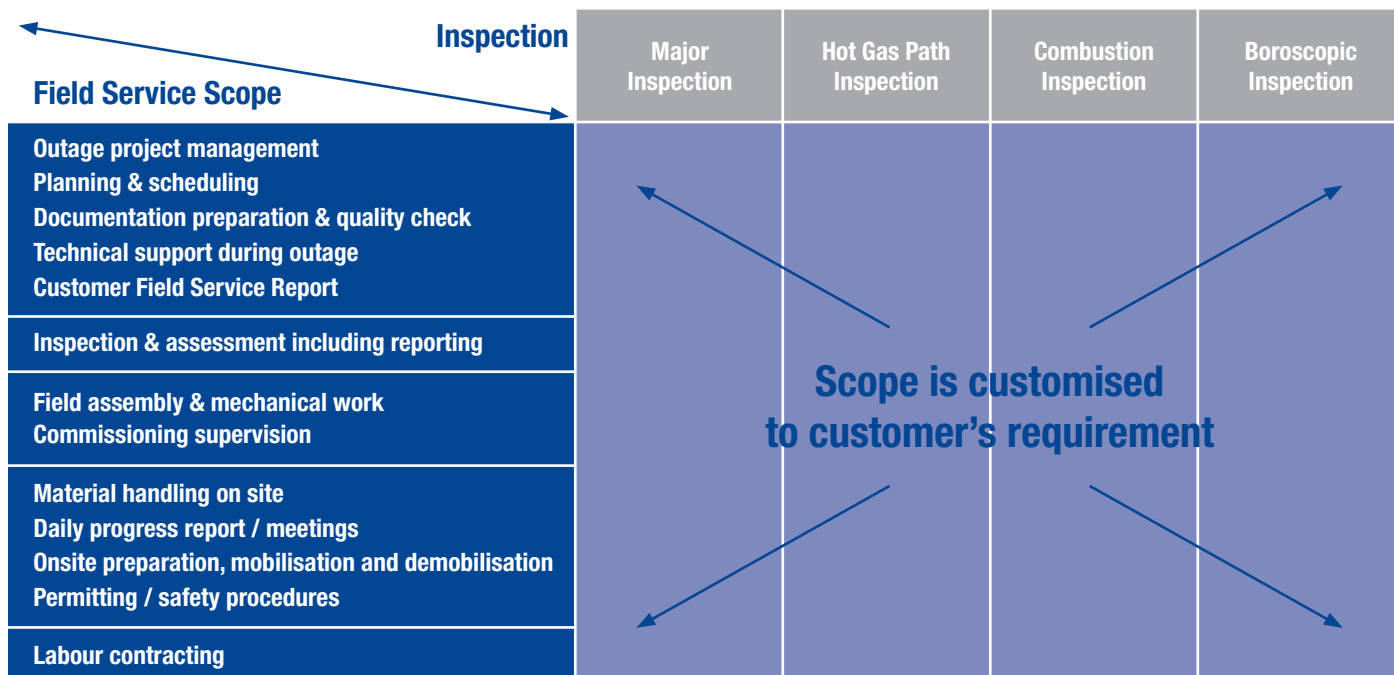 Inspection
Field Service Scope
Major
Inspection
Hot Gas Path
Inspection
Combustion
Inspection
Boroscopic
Inspection
Outage project management
Planning & scheduling
Documentation preparation & quality check
Technical support during outage
Customer Field Service Report
Inspection & assessment including reporting
Field assembly & mechanical work
Commissioning supervision
Material handling on site
Daily progress report / meetings
Onsite preparation, mobilisation and demobilisation
Permitting / safety procedures
Labour contracting
Scope is customised
to customer’s requirement